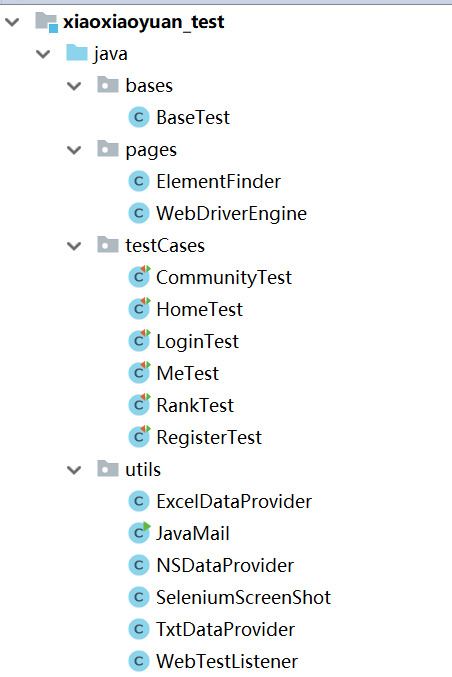 xiaoxiaoyuan_test
java
bases
C BaseTest
pages
C ElementFinder
C WebDriverEngine
testCases
C CommunityTest
C HomeTest
C LoginTest
C MeTest
C RankTest
C RegisterTest
utils
C ExcelDataProvider
C JavaMail
C NSDataProvider
C SeleniumScreenShot
C TxtDataProvider
C WebTestListener